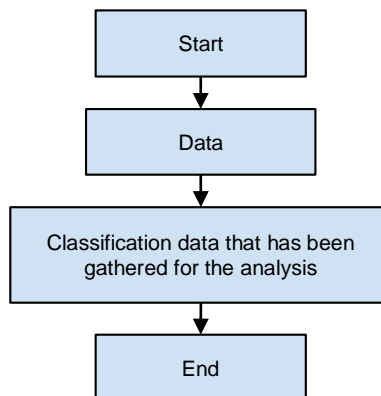 Start
Data
Classification data that has been
gathered for the analysis
End